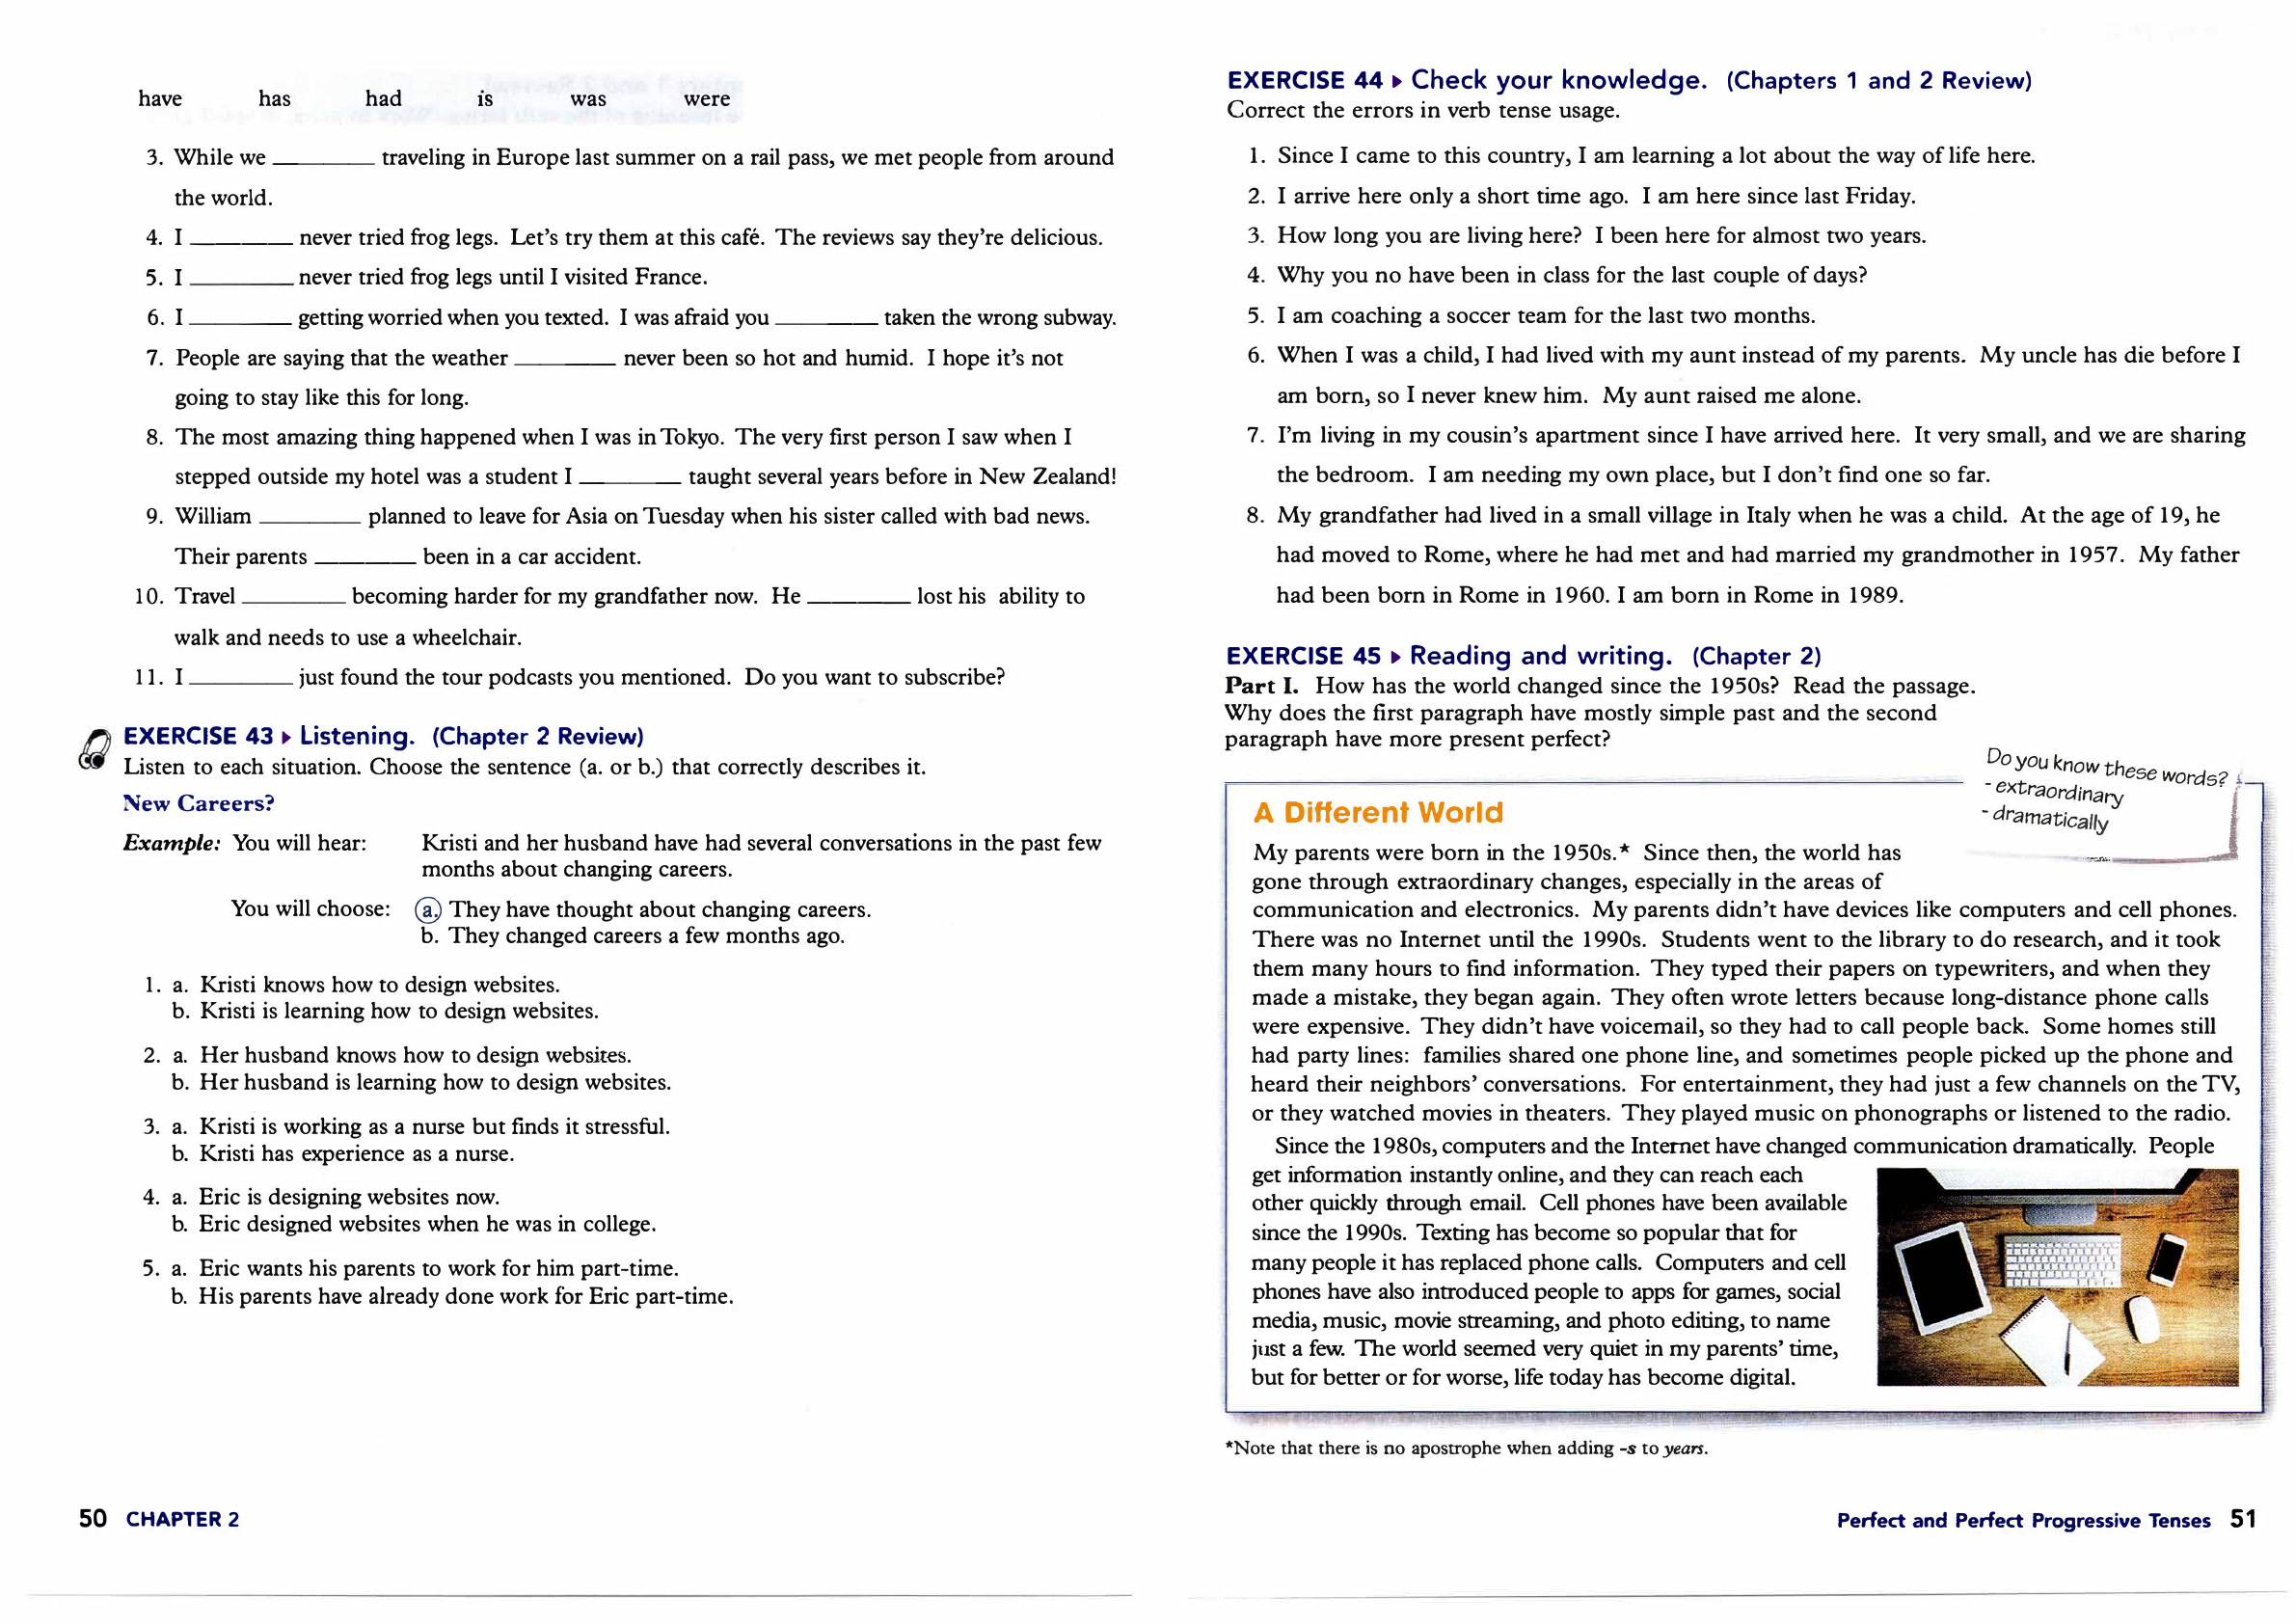 have has had is was were
3. While we ________ traveling in Europe last summer on a rail pass, we met people from around
the world.
4. I ________ never tried frog legs. Let's try them at this café. The reviews say they're delicious.
5. I ________ never tried frog legs until I visited France.
6. I ________ getting worried when you texted. I was afraid you ________ taken the wrong subway.
7. People are saying that the weather ________ never been so hot and humid. I hope it's not
going to stay like this for long.
8. The most amazing thing happened when I was in Tokyo. The very first person I saw when I
stepped outside my hotel was a student I ________ taught several years before in New Zealand!
9. William ________ planned to leave for Asia on Tuesday when his sister called with bad news.
Their parents ________ been in a car accident.
10. Travel ________ becoming harder for my grandfather now. He ________ lost his ability to
walk and needs to use a wheelchair.
11. I ________ just found the tour podcasts you mentioned. Do you want to subscribe?
EXERCISE 43 ▸ Listening. (Chapter 2 Review)
Listen to each situation. Choose the sentence (a. or b.) that correctly describes it.
New Careers?
Example: You will hear: Kristi and her husband have had several conversations in the past few
months about changing careers.
You will choose: a. They have thought about changing careers.
b. They changed careers a few months ago.
1. a. Kristi knows how to design websites.
b. Kristi is learning how to design websites.
2. a. Her husband knows how to design websites.
b. Her husband is learning how to design websites.
3. a. Kristi is working as a nurse but finds it stressful.
b. Kristi has experience as a nurse.
4. a. Eric is designing websites now.
b. Eric designed websites when he was in college.
5. a. Eric wants his parents to work for him part-time.
b. His parents have already done work for Eric part-time.
50 CHAPTER 2
EXERCISE 44 ▸ Check your knowledge. (Chapters 1 and 2 Review)
Correct the errors in verb tense usage.
1. Since I came to this country, I am learning a lot about the way of life here.
2. I arrive here only a short time ago. I am here since last Friday.
3. How long you are living here? I been here for almost two years.
4. Why you no have been in class for the last couple of days?
5. I am coaching a soccer team for the last two months.
6. When I was a child, I had lived with my aunt instead of my parents. My uncle has die before I
am born, so I never knew him. My aunt raised me alone.
7. I'm living in my cousin's apartment since I have arrived here. It very small, and we are sharing
the bedroom. I am needing my own place, but I don't find one so far.
8. My grandfather had lived in a small village in Italy when he was a child. At the age of 19, he
had moved to Rome, where he had met and had married my grandmother in 1957. My father
had been born in Rome in 1960. I am born in Rome in 1989.
EXERCISE 45 ▸ Reading and writing. (Chapter 2)
Part I. How has the world changed since the 1950s? Read the passage.
Why does the first paragraph have mostly simple past and the second
paragraph have more present perfect?
Do you know these words?
- extraordinary
- dramatically
A Different World
My parents were born in the 1950s.* Since then, the world has
gone through extraordinary changes, especially in the areas of
communication and electronics. My parents didn't have devices like computers and cell phones.
There was no Internet until the 1990s. Students went to the library to do research, and it took
them many hours to find information. They typed their papers on typewriters, and when they
made a mistake, they began again. They often wrote letters because long-distance phone calls
were expensive. They didn't have voicemail, so they had to call people back. Some homes still
had party lines: families shared one phone line, and sometimes people picked up the phone and
heard their neighbors' conversations. For entertainment, they had just a few channels on the TV,
or they watched movies in theaters. They played music on phonographs or listened to the radio.
Since the 1980s, computers and the Internet have changed communication dramatically. People
get information instantly online, and they can reach each
other quickly through email. Cell phones have been available
since the 1990s. Texting has become so popular that for
many people it has replaced phone calls. Computers and cell
phones have also introduced people to apps for games, social
media, music, movie streaming, and photo editing, to name
just a few. The world seemed very quiet in my parents' time,
but for better or for worse, life today has become digital.
*Note that there is no apostrophe when adding -s to years.
Perfect and Perfect Progressive Tenses 51